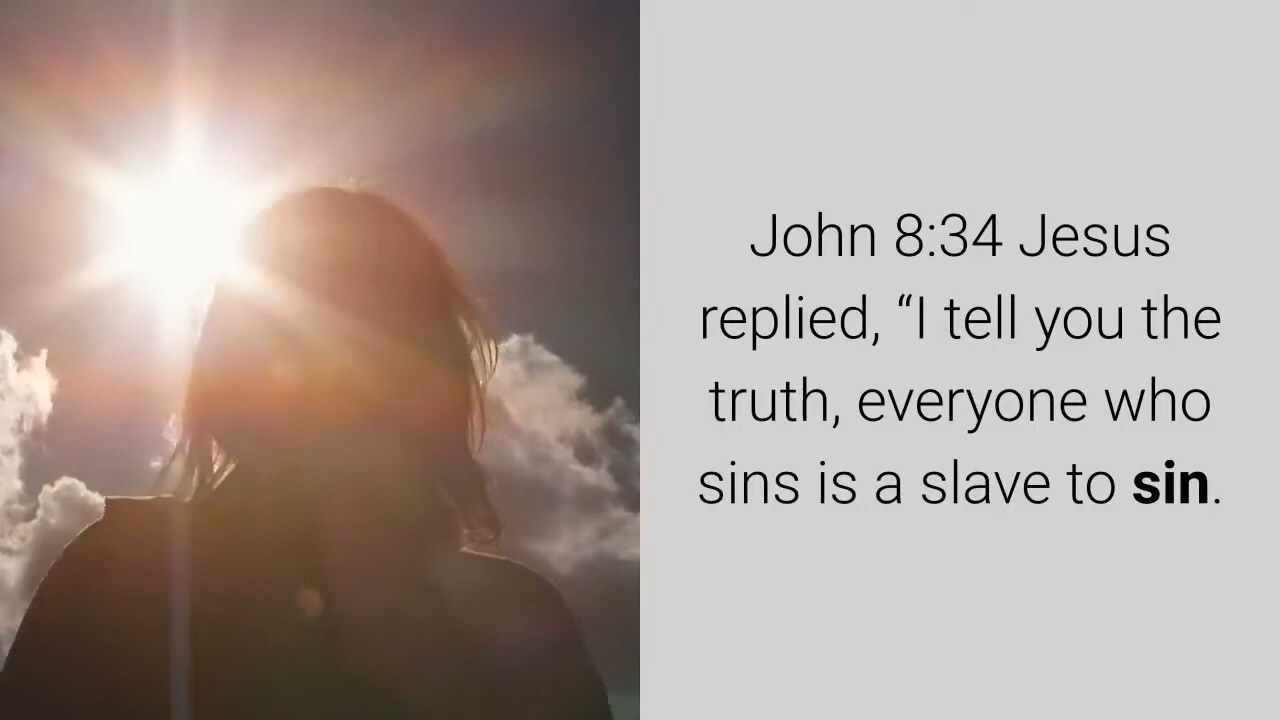 John 8:34 Jesus
replied, “I tell you the
truth, everyone who
sins is a slave to sin.